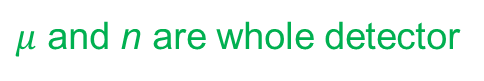 μ and n are whole detector